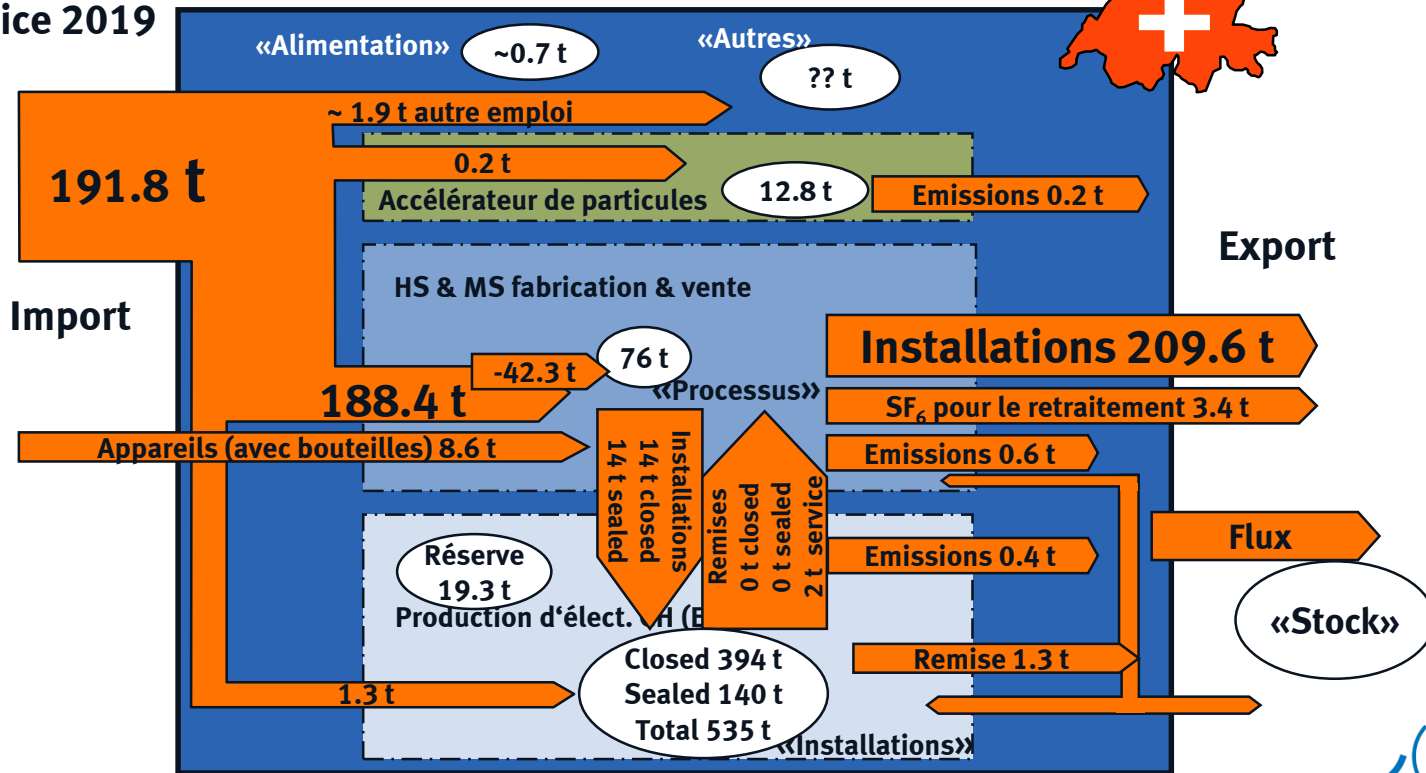 ice 2019
«Alimentation»
~0.7 t
«Autres»
?? t
~ 1.9 t autre emploi
191.8 t
0.2 t
Accélérateur de particules
12.8 t
Emissions 0.2 t
Export
HS & MS fabrication & vente
Import
Installations 209.6 t
76 t
-42.3 t
«Processus»
188.4 t
SF₆ pour le retraitement 3.4 t
Appareils (avec bouteilles) 8.6 t
Emissions 0.6 t
Installations
14 t closed
14 t sealed
Remises
0 t closed
0 t sealed
2 t service
Flux
Emissions 0.4 t
Réserve
19.3 t
Production d‘élect. CH (E
«Stock»
Closed 394 t
Sealed 140 t
Total 535 t
Remise 1.3 t
1.3 t
«Installations»